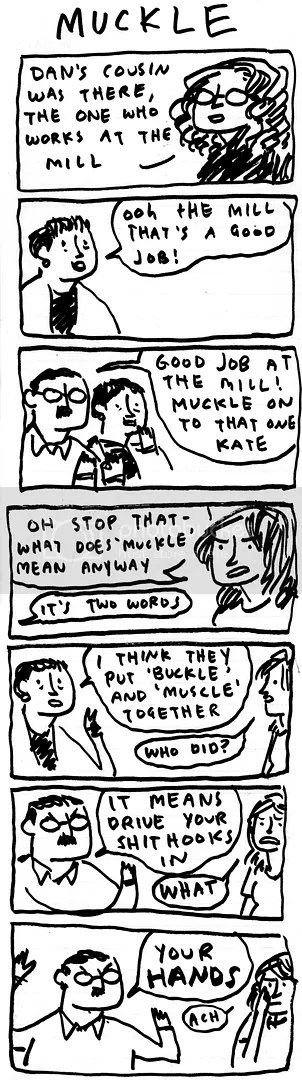 MUCKLE
DAN'S COUSIN
WAS THERE,
THE ONE WHO
WORKS AT THE
MILL
OOH THE MILL
THAT'S A GOOD
JOB!
GOOD JOB AT
THE MILL!
MUCKLE ON
TO THAT ONE
KATE
OH STOP THAT-
WHAT DOES 'MUCKLE'
MEAN ANYWAY
IT'S TWO WORDS
I THINK THEY
PUT 'BUCKLE'
AND 'MUSCLE'
TOGETHER
WHO DID?
IT MEANS
DRIVE YOUR
SHITHOOKS
IN
WHAT
YOUR
HANDS
ACH